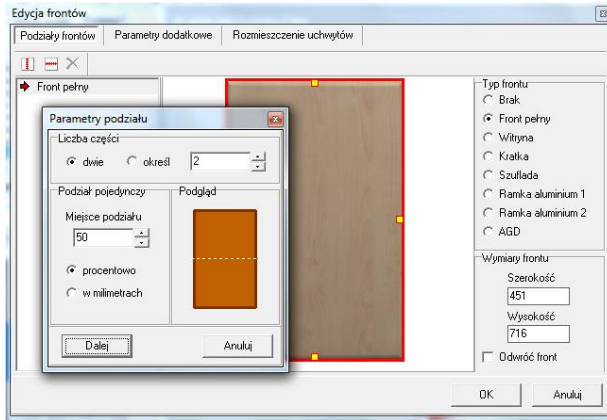 Edycja frontów
Podziały frontów
Parametry dodatkowe
Rozmieszczenie uchwytów
Front pełny
Parametry podziału
Liczba części
dwie
określ
2
Podział pojedynczy
Miejsce podziału
50
procentowo
w milimetrach
Podgląd
Dalej
Anuluj
Typ frontu
Brak
Front pełny
Witryna
Kratka
Szuflada
Ramka aluminium 1
Ramka aluminium 2
AGD
Wymiary frontu
Szerokość
451
Wysokość
716
Odwróć front
OK
Anuluj